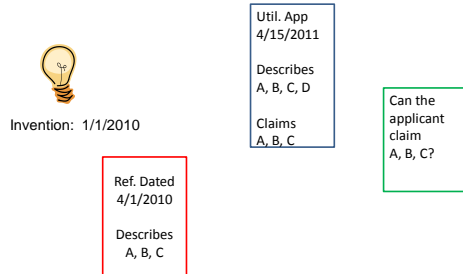 Util. App
4/15/2011
Describes
A, B, C, D
Claims
A, B, C
Invention: 1/1/2010
Can the
applicant
claim
A, B, C?
Ref. Dated
4/1/2010
Describes
A, B, C